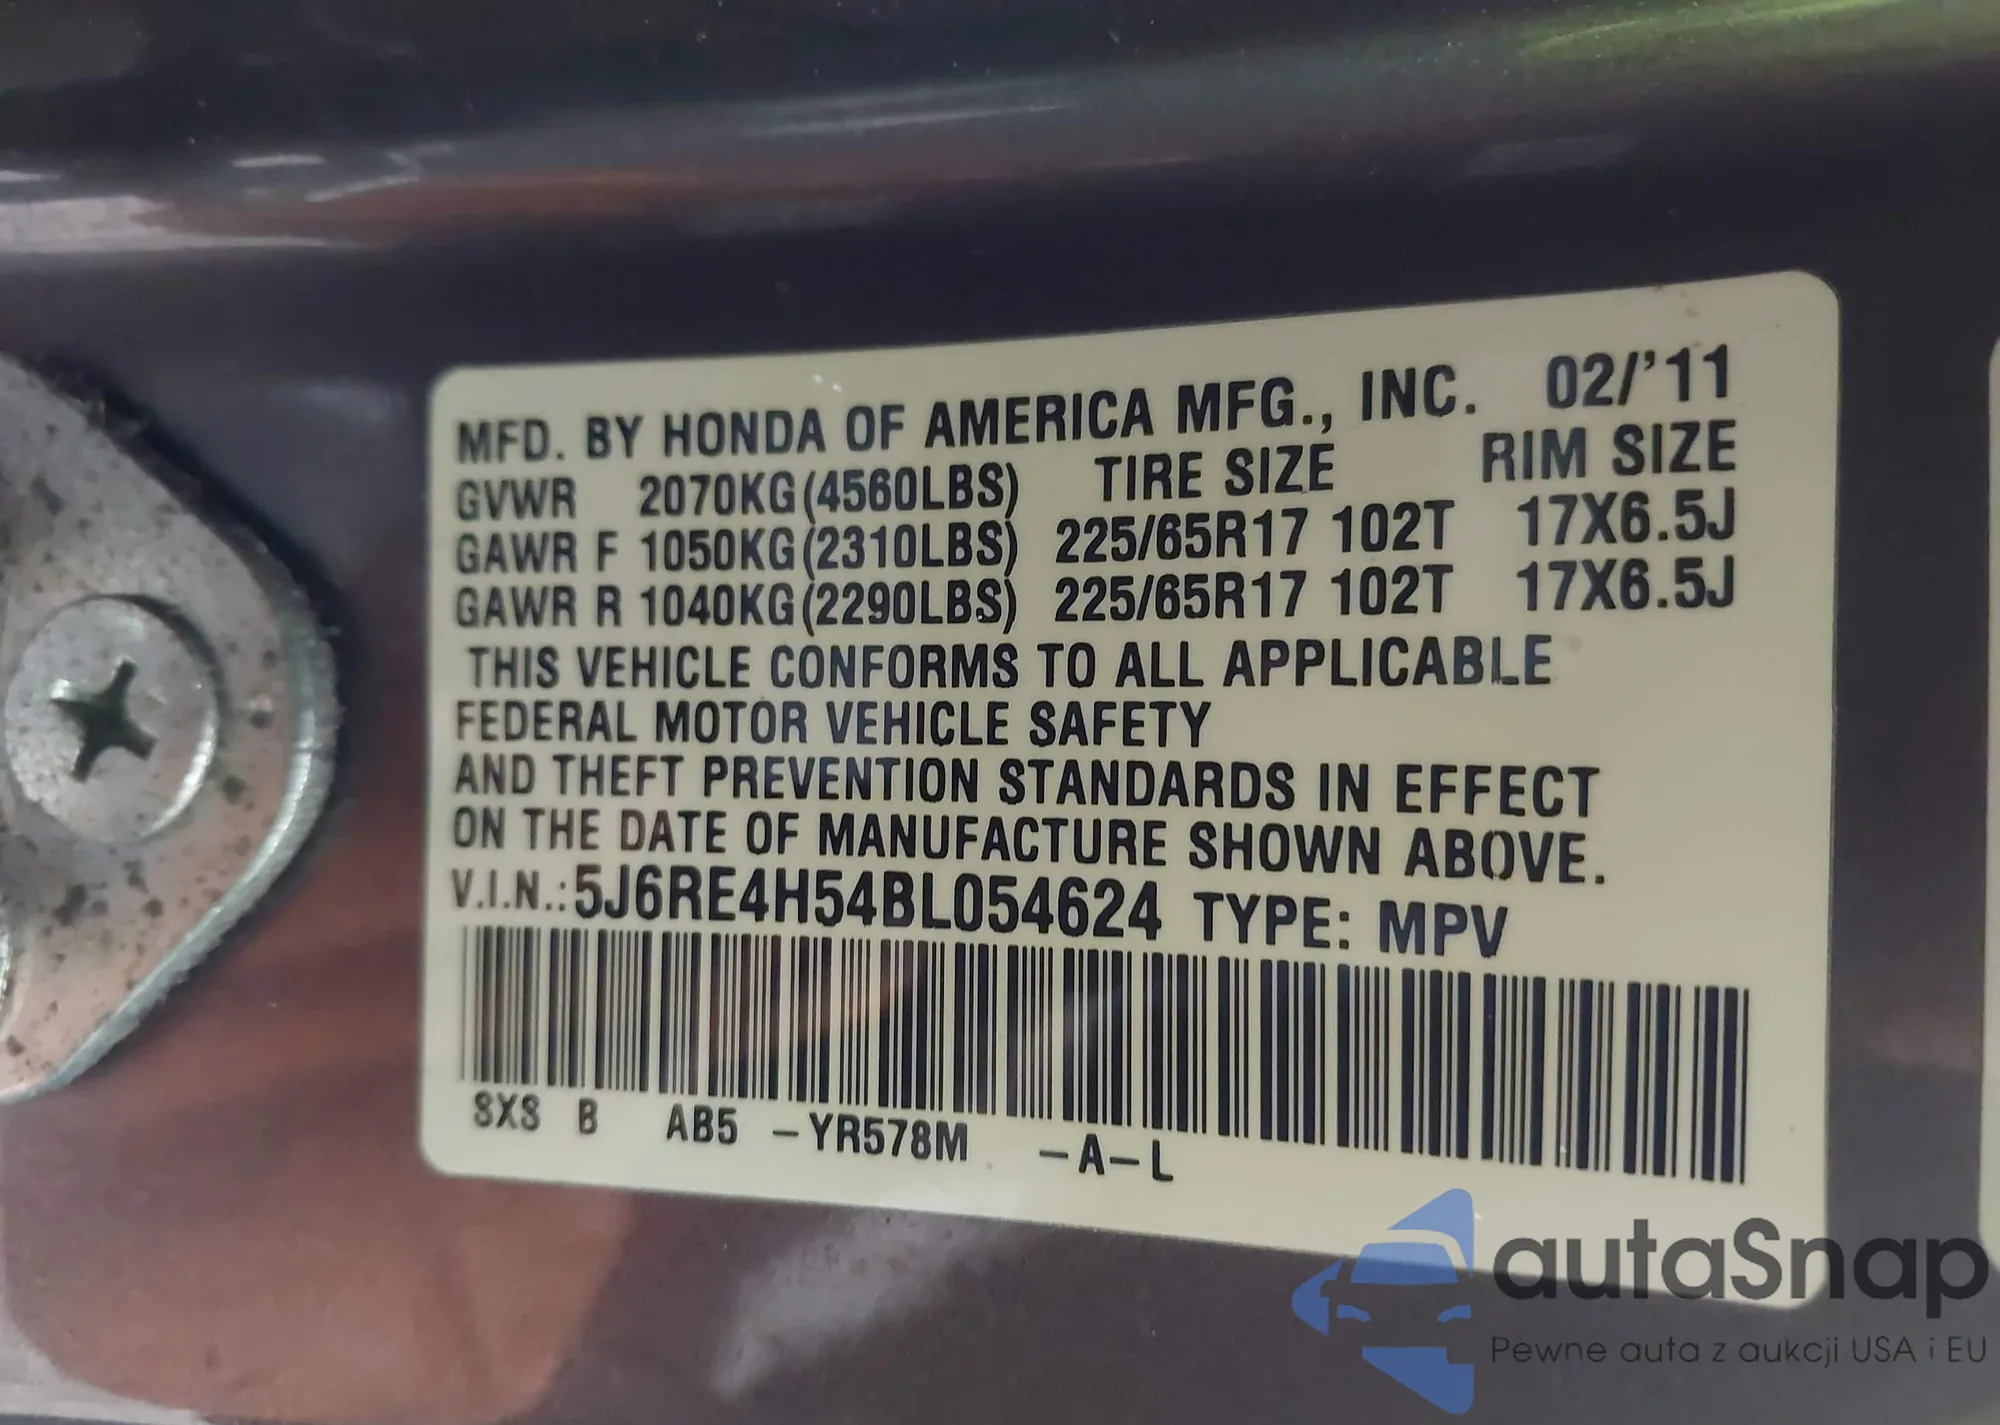 MFD. BY HONDA OF AMERICA MFG., INC. 02/'11
GVWR 2070KG(4560LBS) TIRE SIZE RIM SIZE
GAWR F 1050KG(2310LBS) 225/65R17 102T 17X6.5J
GAWR R 1040KG(2290LBS) 225/65R17 102T 17X6.5J
THIS VEHICLE CONFORMS TO ALL APPLICABLE
FEDERAL MOTOR VEHICLE SAFETY
AND THEFT PREVENTION STANDARDS IN EFFECT
ON THE DATE OF MANUFACTURE SHOWN ABOVE.
V.I.N.:5J6RE4H54BL054624 TYPE: MPV
SXS B AB5 -YR578M -A-L
autaSnap
Pewne auta z aukcji USA i EU